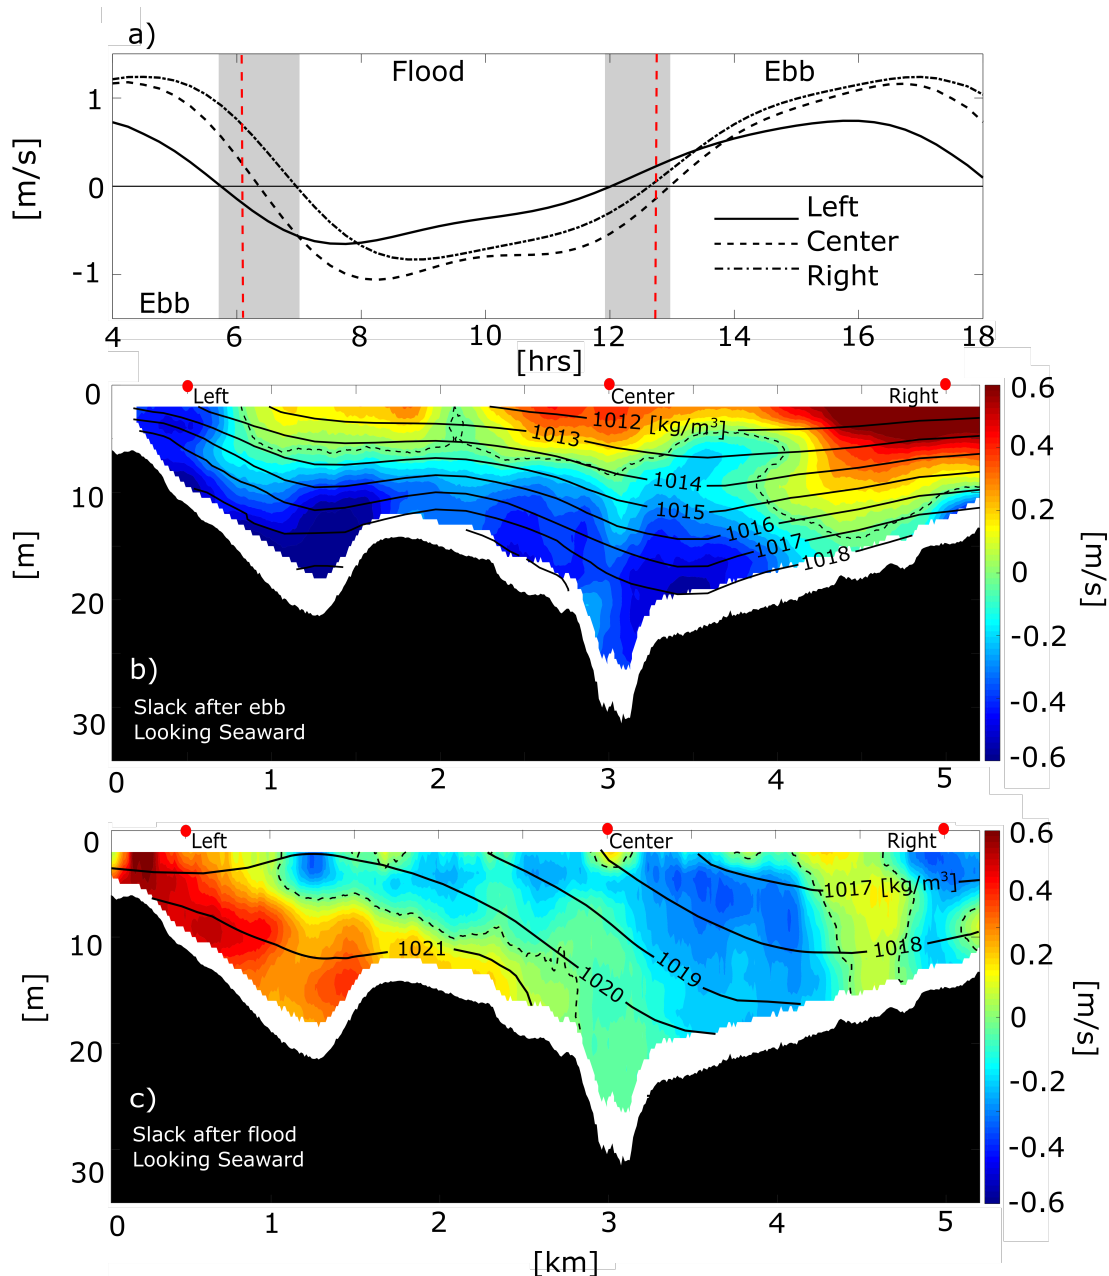 a)
Flood
Ebb
1
0
-1
[m/s]
Left
Center
Right
Ebb
4
6
8
10
12
14
16
18
[hrs]
Left
Center
Right
0
10
20
30
[m]
1012 [kg/m³]
1013
1014
1015
1016
1017
1018
b)
Slack after ebb
Looking Seaward
0
1
2
3
4
5
0.6
0.4
0.2
0
-0.2
-0.4
-0.6
[m/s]
Left
Center
Right
0
10
20
30
[m]
1017 [kg/m³]
1018
1019
1020
1021
c)
Slack after flood
Looking Seaward
0
1
2
3
4
5
[km]
0.6
0.4
0.2
0
-0.2
-0.4
-0.6
[m/s]